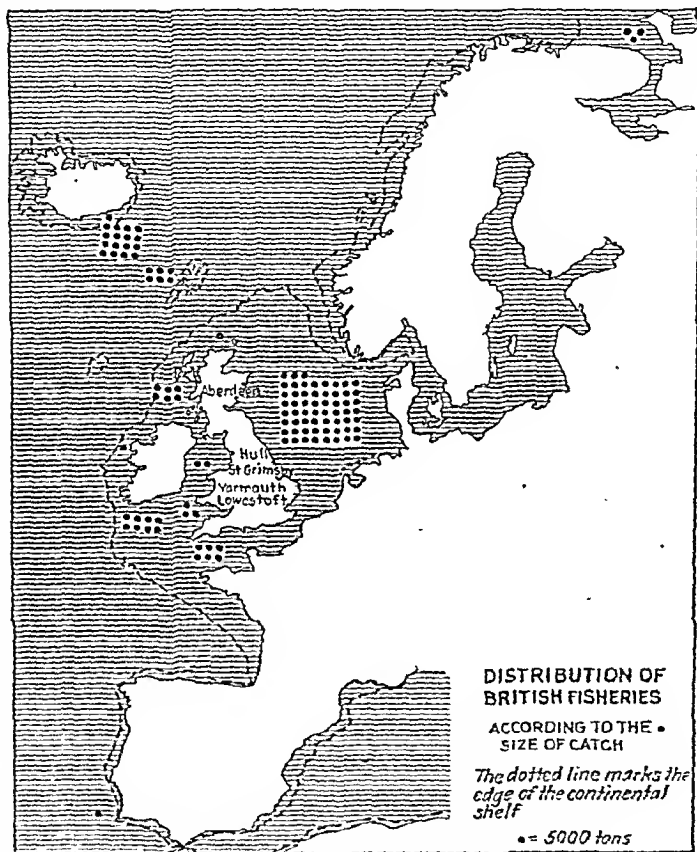 Aberdeen
Hull
St Grimsby
Yarmouth
Lowestoft
DISTRIBUTION OF
BRITISH FISHERIES
ACCORDING TO THE
SIZE OF CATCH
The dotted line marks the
edge of the continental
shelf
= 5000 tons